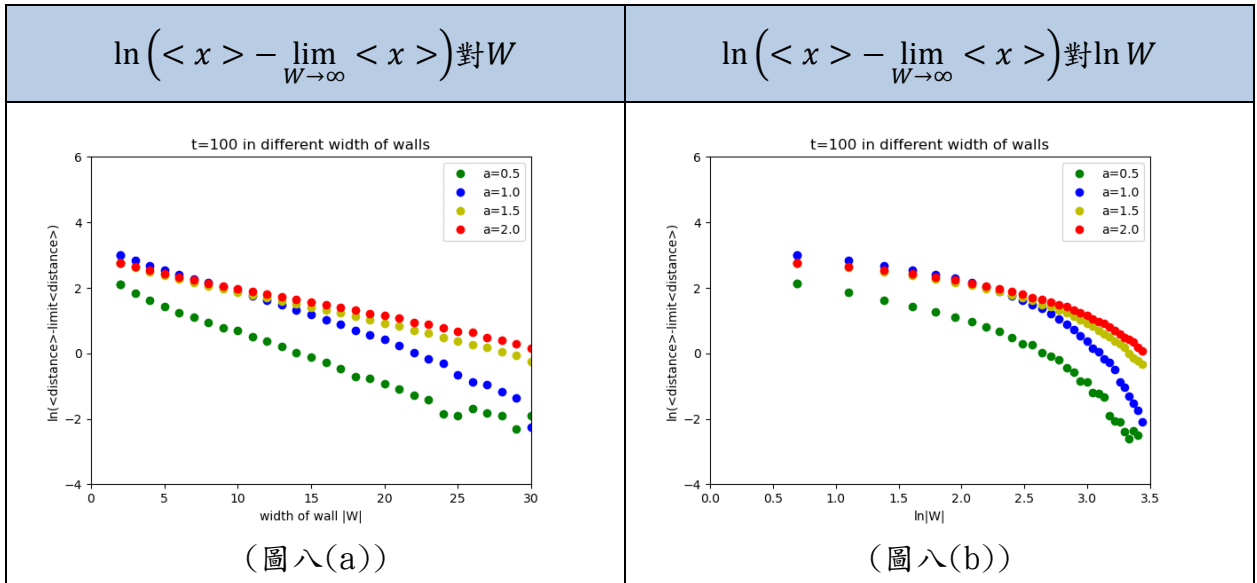 ln(< x > − lim W→∞ < x >)對W
ln(< x > − lim W→∞ < x >)對ln W
t=100 in different width of walls
ln(<distance>-limit<distance>)
6
4
2
0
−2
−4
a=0.5
a=1.0
a=1.5
a=2.0
0
5
10
15
20
25
30
width of wall |W|
(圖八(a))
t=100 in different width of walls
ln(<distance>-limit<distance>)
6
4
2
0
−2
−4
a=0.5
a=1.0
a=1.5
a=2.0
0.0
0.5
1.0
1.5
2.0
2.5
3.0
3.5
ln|W|
(圖八(b))